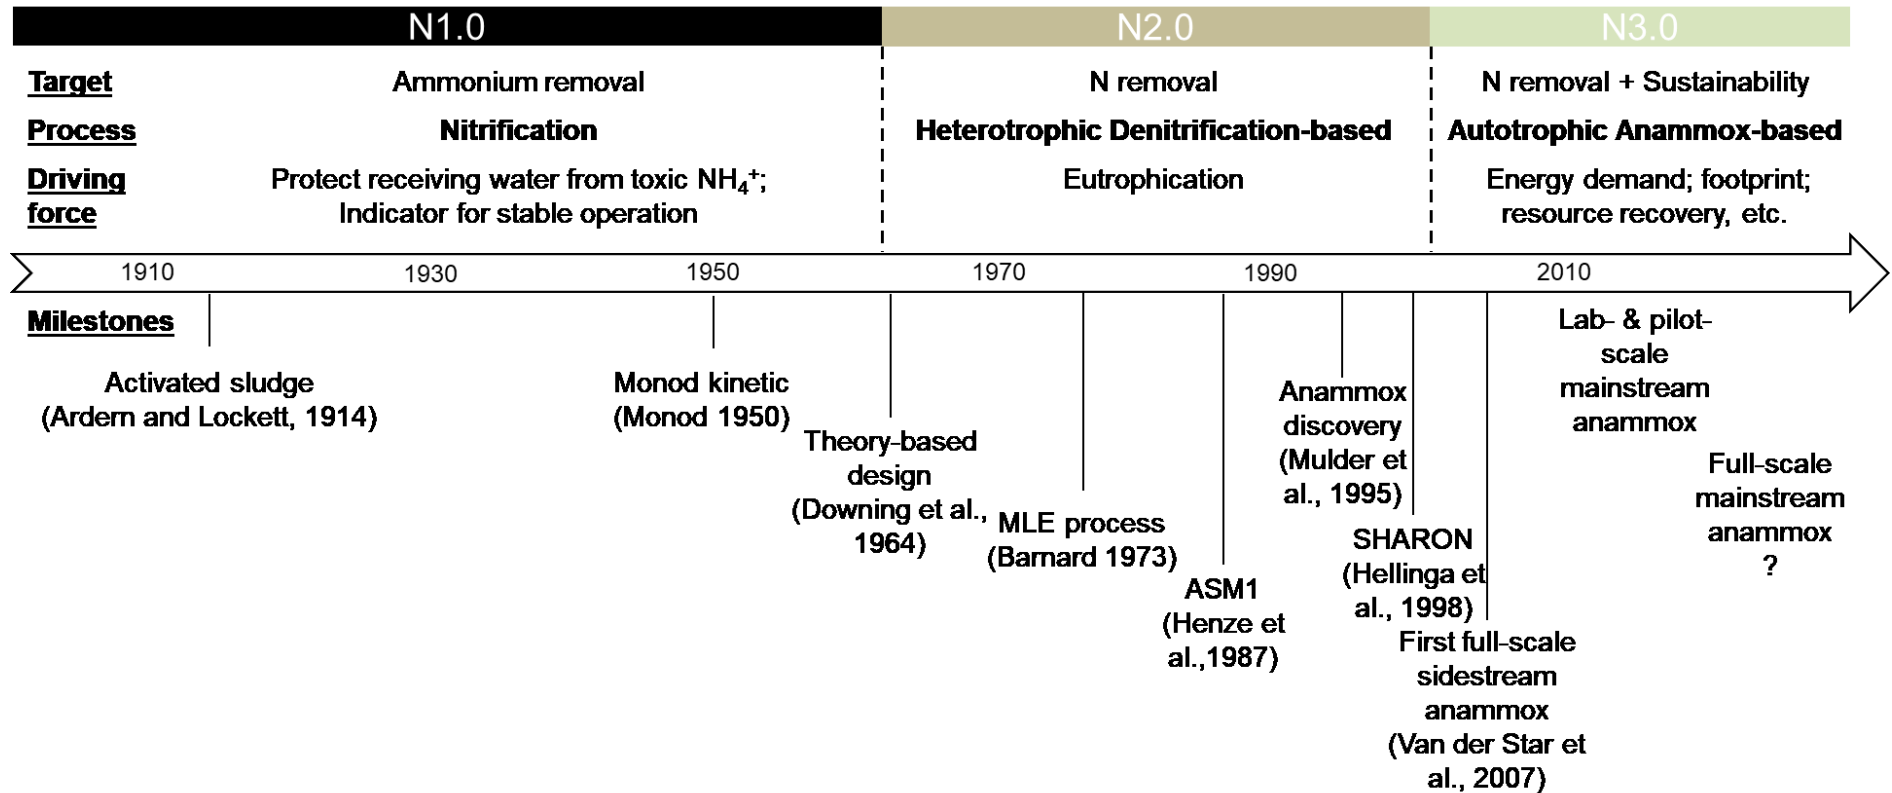 N1.0 N2.0 N3.0
Target Ammonium removal N removal N removal + Sustainability
Process Nitrification Heterotrophic Denitrification-based Autotrophic Anammox-based
Driving force
Protect receiving water from toxic NH₄⁺;
Indicator for stable operation
Eutrophication
Energy demand; footprint;
resource recovery, etc.
1910 1930 1950 1970 1990 2010
Milestones
Activated sludge
(Ardern and Lockett, 1914)
Monod kinetic
(Monod 1950)
Theory-based
design
(Downing et al.,
1964)
MLE process
(Barnard 1973)
ASM1
(Henze et
al.,1987)
Anammox
discovery
(Mulder et
al., 1995)
SHARON
(Hellinga et
al., 1998)
First full-scale
sidestream
anammox
(Van der Star et
al., 2007)
Lab- & pilot-
scale
mainstream
anammox
Full-scale
mainstream
anammox
?